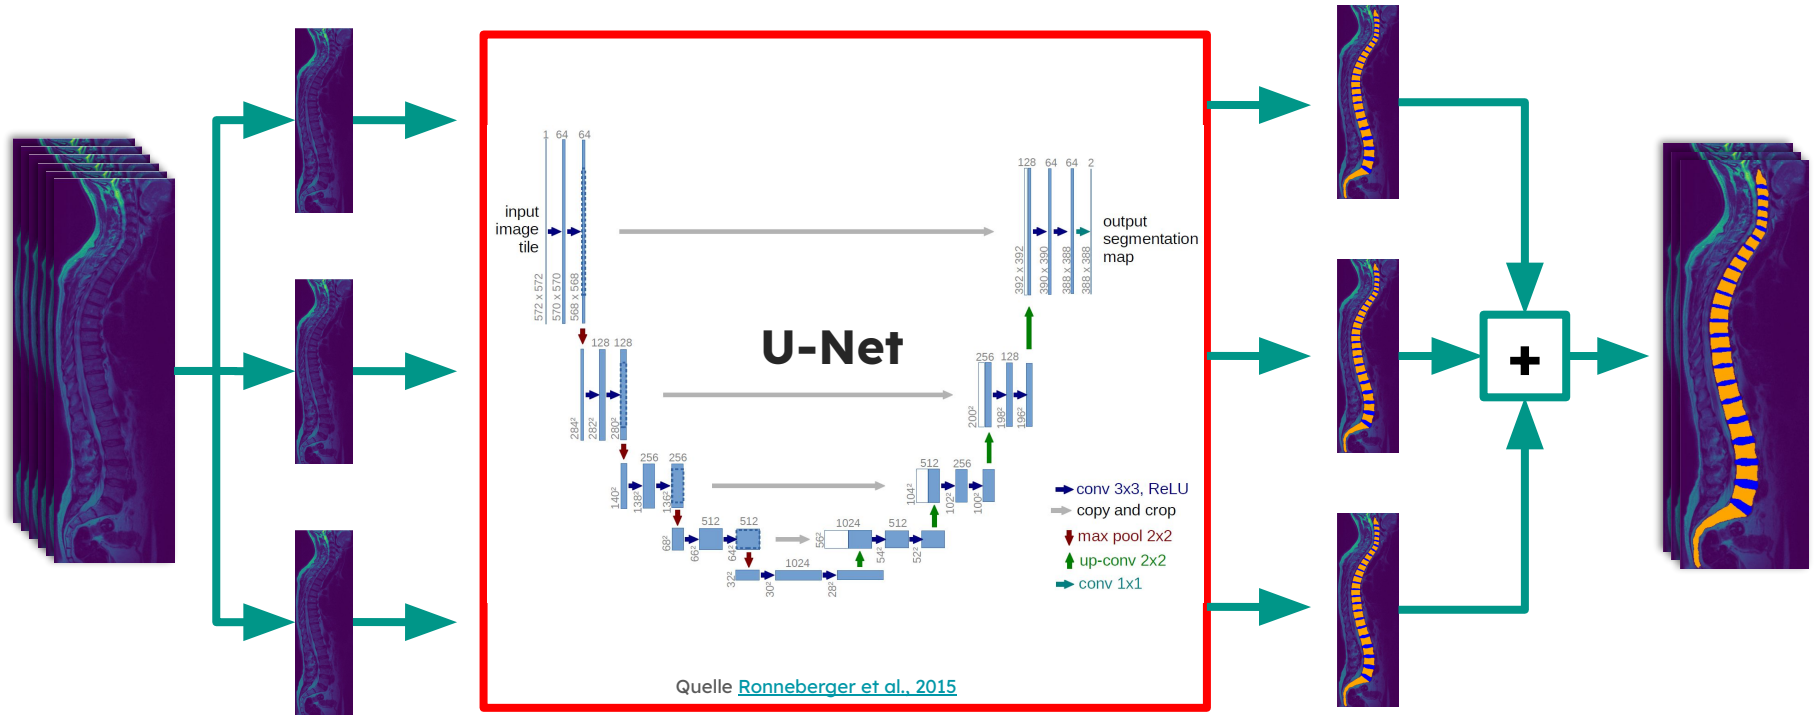 1 64 64
input
image
tile
572 x 572
570 x 570
568 x 568
128 64 64 2
output
segmentation
map
392 x 392
390 x 390
388 x 388
388 x 388
U-Net
128 128
284²
282²
280²
256 128
200²
198²
196²
256 256
140²
138²
136²
512 256
104²
102²
100²
512 512
68²
66²
64²
1024 512
56²
54²
52²
1024
32²
30²
28²
conv 3x3, ReLU
copy and crop
max pool 2x2
up-conv 2x2
conv 1x1
+
Quelle Ronneberger et al., 2015